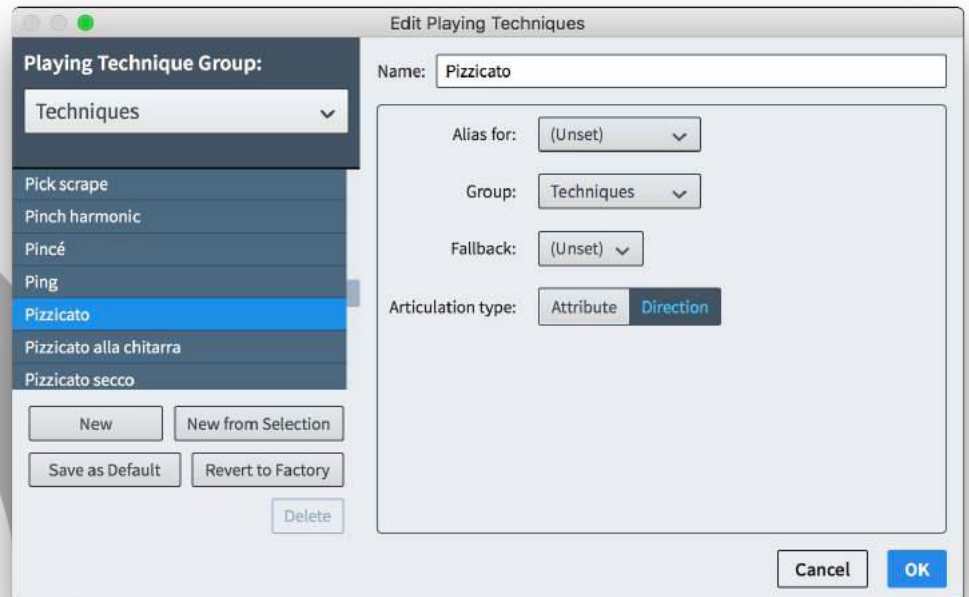 Edit Playing Techniques
Playing Technique Group:
Techniques
Pick scrape
Pinch harmonic
Pincé
Ping
Pizzicato
Pizzicato alla chitarra
Pizzicato secco
New
New from Selection
Save as Default
Revert to Factory
Delete
Name: Pizzicato
Alias for: (Unset)
Group: Techniques
Fallback: (Unset)
Articulation type: Attribute Direction
Cancel
OK